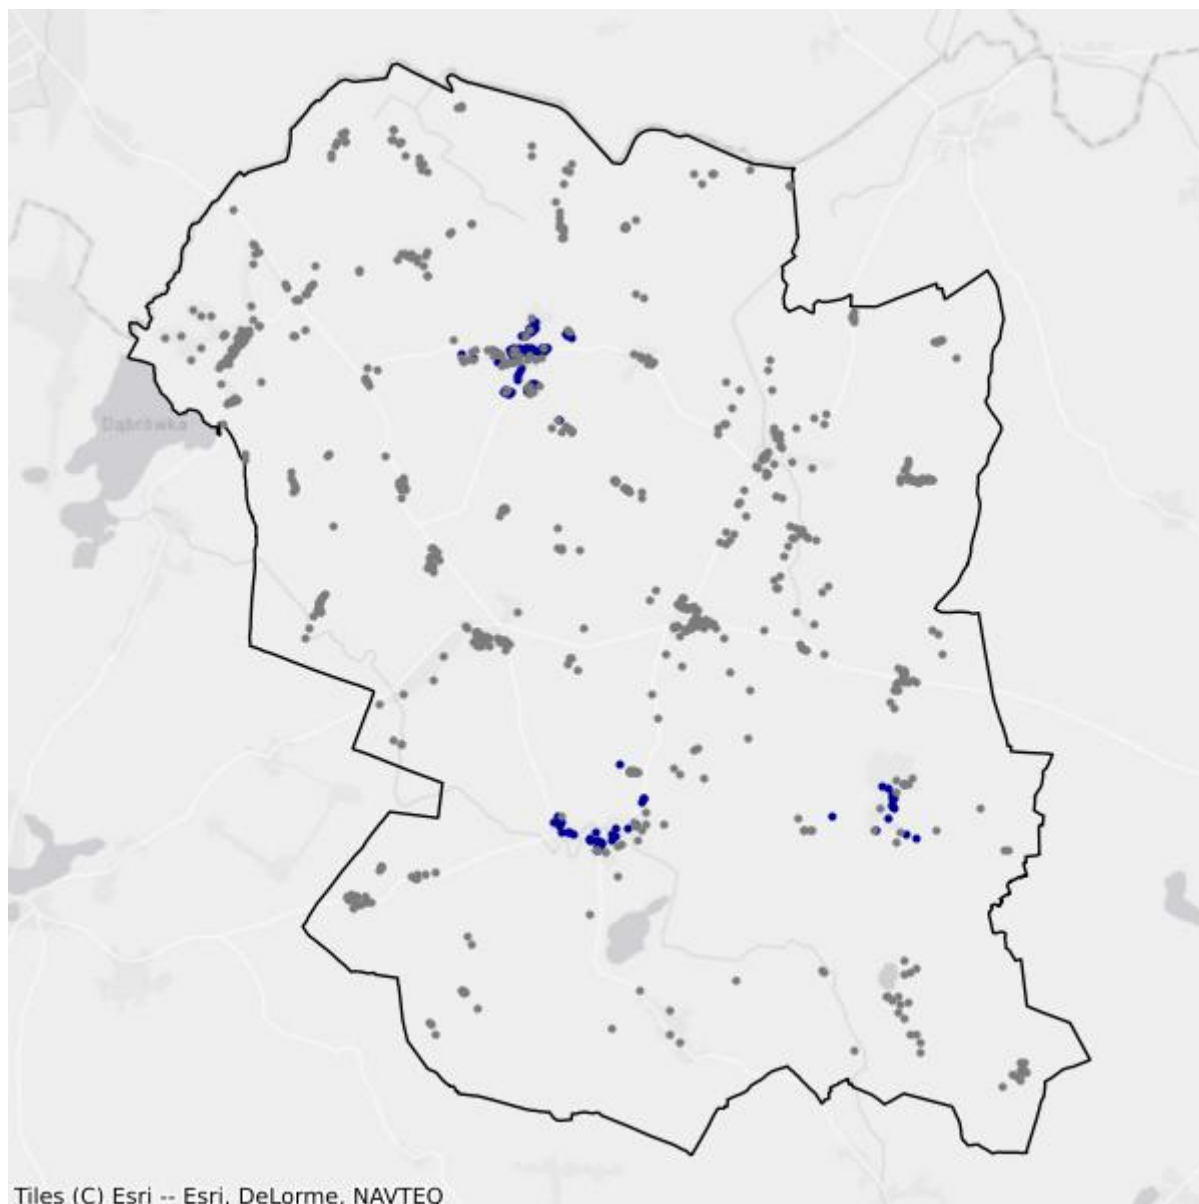 Dąbrówka
Tiles (C) Esri -- Esri, DeLorme, NAVTEQ